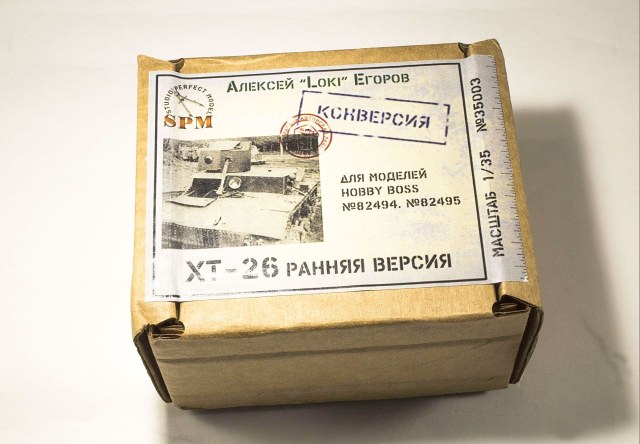 Алексей "Loki" Егоров
STUDIO PERFECT MODELS
SPM
КОНВЕРСИЯ
ДЛЯ МОДЕЛЕЙ
HOBBY BOSS
№82494, №82495
ХТ-26 РАННЯЯ ВЕРСИЯ
МАСШТАБ 1/35 №35003